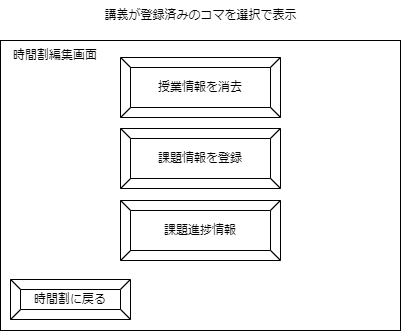 講義が登録済みのコマを選択で表示
時間割編集画面
授業情報を消去
課題情報を登録
課題進捗情報
時間割に戻る